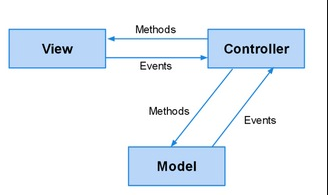 Methods
View
Controller
Events
Methods
Events
Model